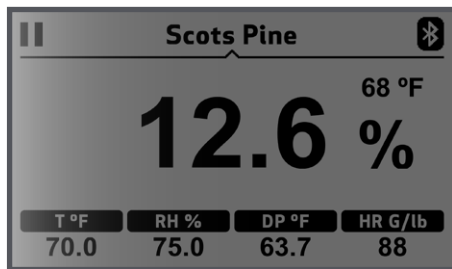 Scots Pine
68 ºF
12.6 %
T ºF RH % DP ºF HR G/lb
70.0 75.0 63.7 88